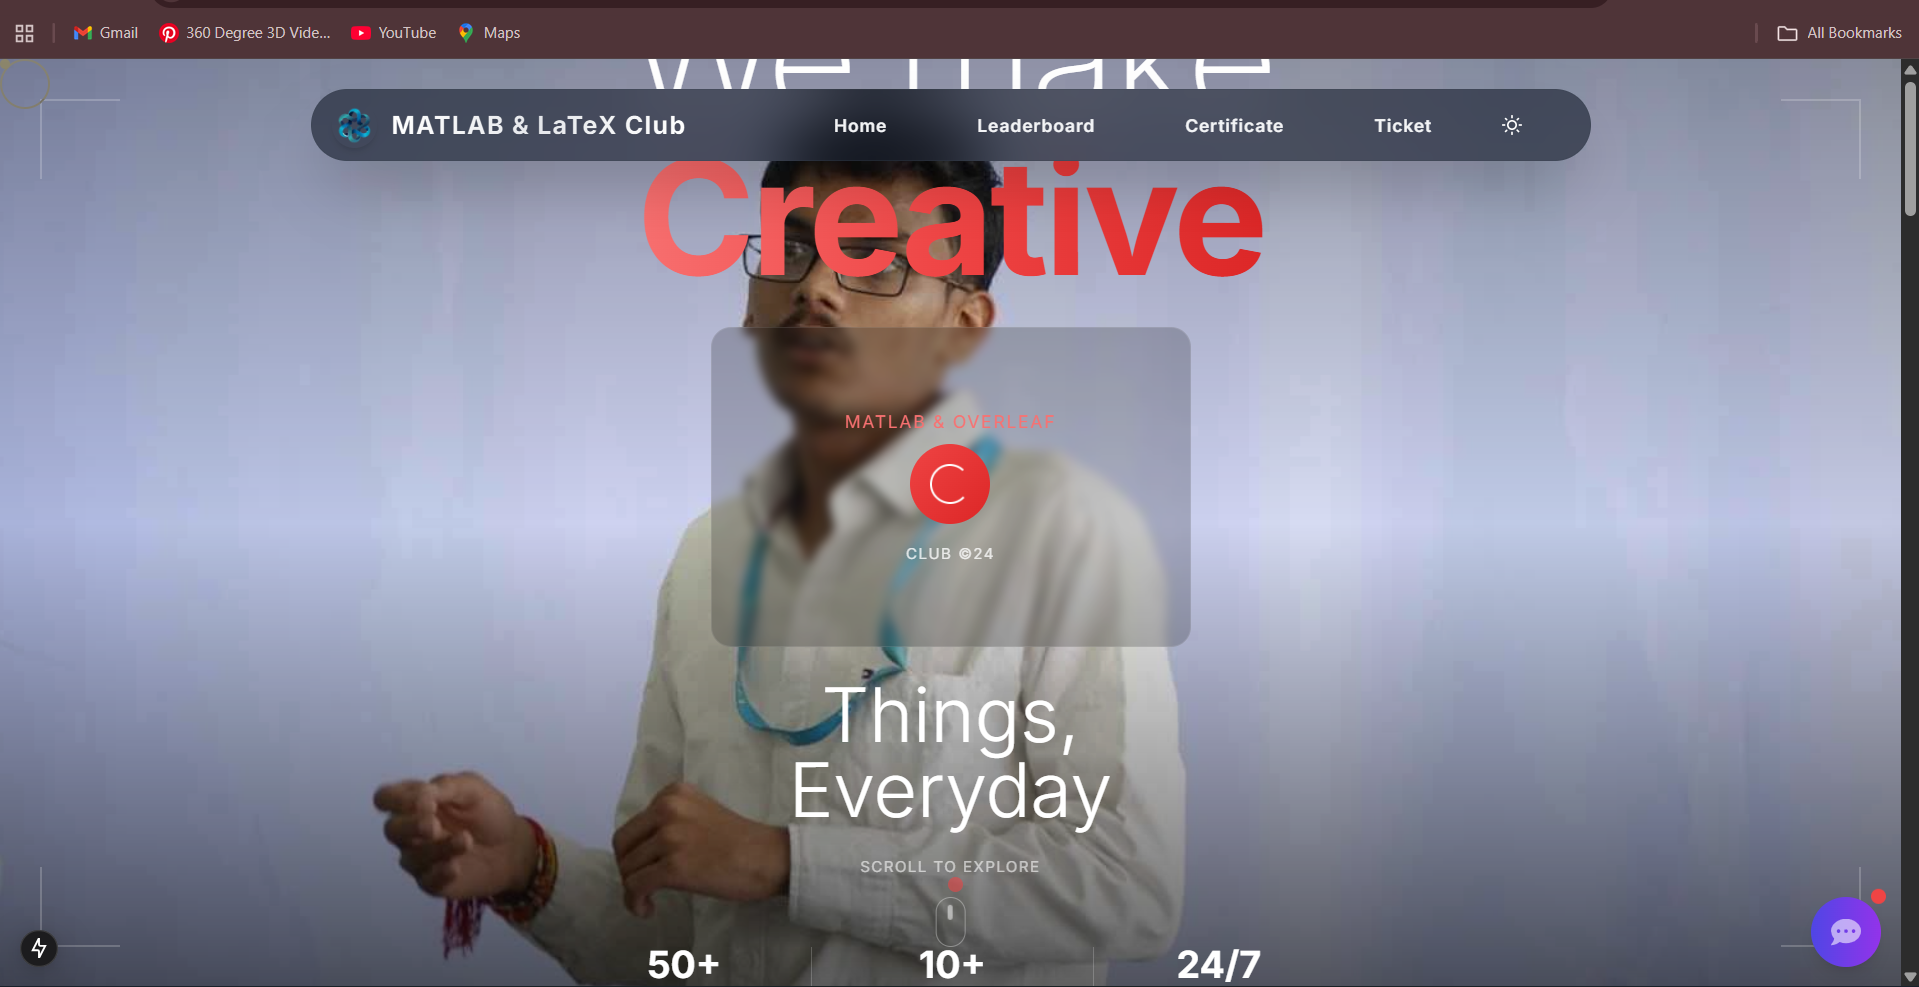 Gmail
360 Degree 3D Vide...
YouTube
Maps
All Bookmarks
We make
MATLAB & LaTeX Club
Home
Leaderboard
Certificate
Ticket
Creative
MATLAB & OVERLEAF
CLUB ©24
Things,
Everyday
SCROLL TO EXPLORE
50+
10+
24/7